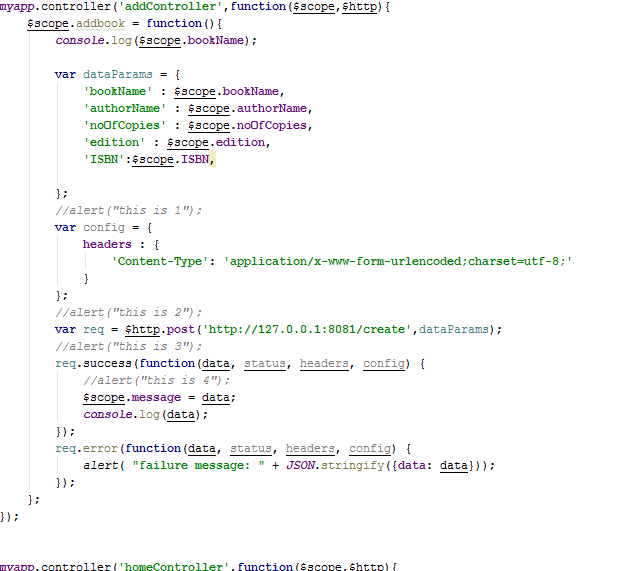 myapp.controller('addController',function($scope,$http){
$scope.addbook = function(){
console.log($scope.bookName);
var dataParams = {
'bookName' : $scope.bookName,
'authorName' : $scope.authorName,
'noOfCopies' : $scope.noOfCopies,
'edition' : $scope.edition,
'ISBN':$scope.ISBN,
};
//alert("this is 1");
var config = {
headers : {
'Content-Type': 'application/x-www-form-urlencoded;charset=utf-8;'
}
};
//alert("this is 2");
var req = $http.post('http://127.0.0.1:8081/create',dataParams);
//alert("this is 3");
req.success(function(data, status, headers, config) {
//alert("this is 4");
$scope.message = data;
console.log(data);
});
req.error(function(data, status, headers, config) {
alert( "failure message: " + JSON.stringify({data: data}));
});
};
});
myapp.controller('homeController',function($scope,$http){